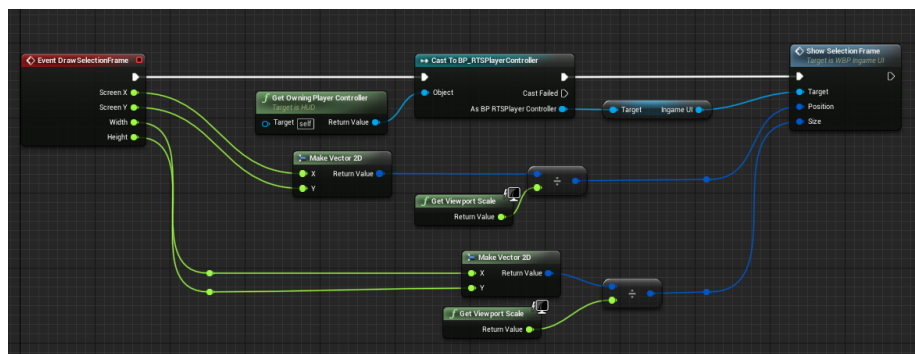 Event DrawSelectionFrame
Screen X
Screen Y
Width
Height
Get Owning Player Controller
Target is HUD
Target self
Return Value
Cast To BP_RTSPlayerController
Object
Cast Failed
As BP RTSPlayer Controller
Target
Ingame UI
Show Selection Frame
Target is WBP Ingame UI
Target
Position
Size
Make Vector 2D
X
Return Value
Y
Get Viewport Scale
Return Value
÷
Make Vector 2D
X
Return Value
Y
Get Viewport Scale
Return Value
÷